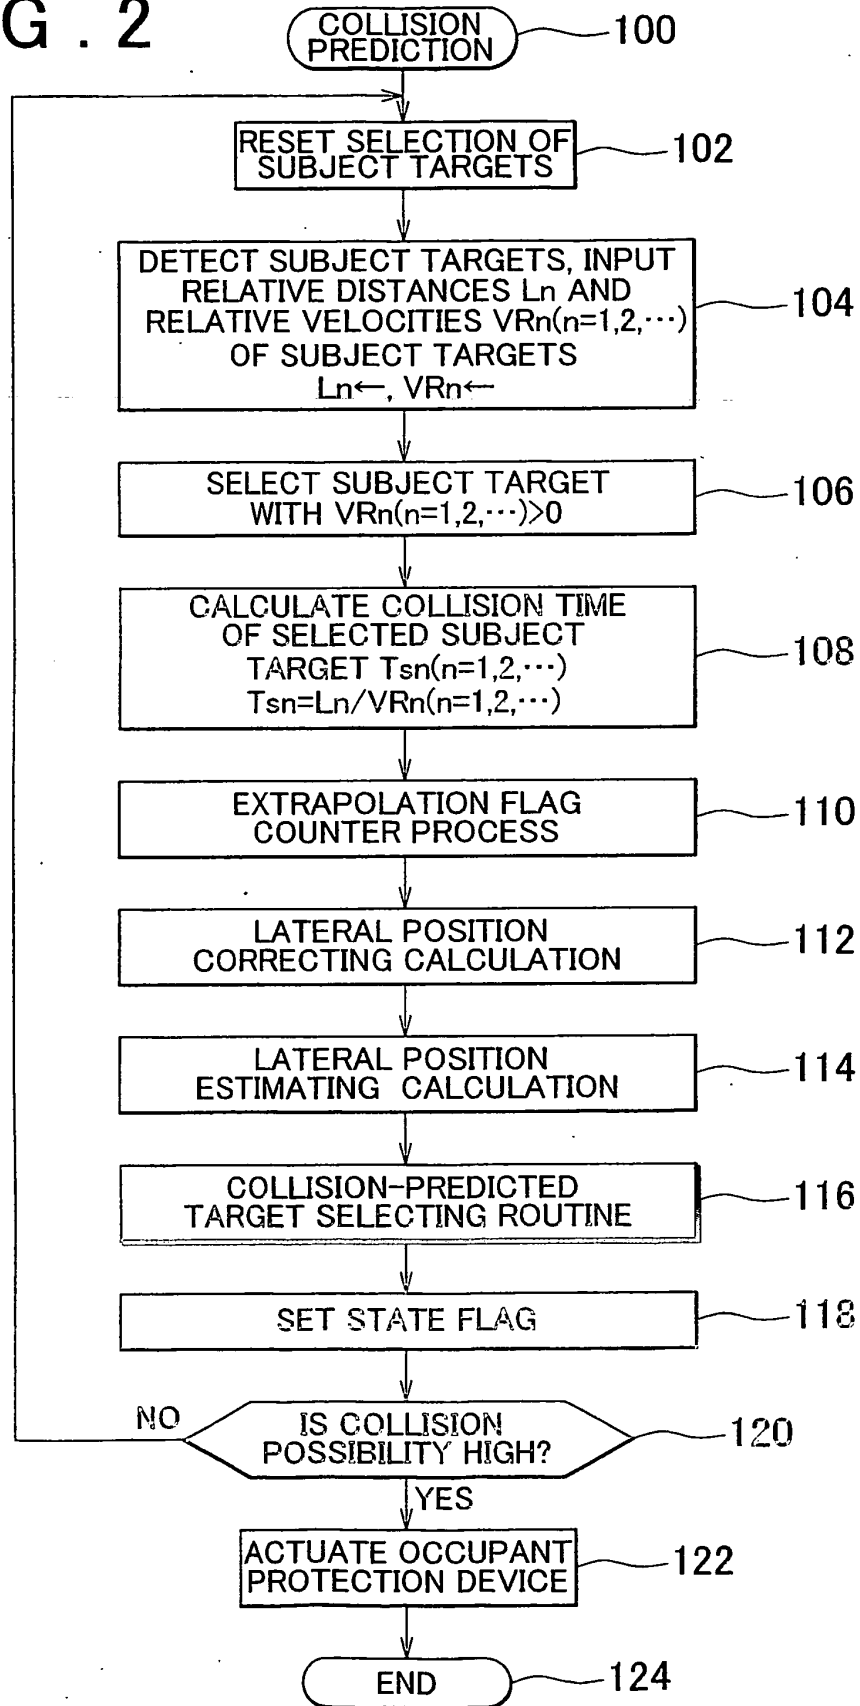 G . 2
COLLISION
PREDICTION
100
RESET SELECTION OF
SUBJECT TARGETS
102
DETECT SUBJECT TARGETS, INPUT
RELATIVE DISTANCES Ln AND
RELATIVE VELOCITIES VRn(n=1,2,···)
OF SUBJECT TARGETS
Ln←, VRn←
104
SELECT SUBJECT TARGET
WITH VRn(n=1,2,···)>0
106
CALCULATE COLLISION TIME
OF SELECTED SUBJECT
TARGET Tsn(n=1,2,···)
Tsn=Ln/VRn(n=1,2,···)
108
EXTRAPOLATION FLAG
COUNTER PROCESS
110
LATERAL POSITION
CORRECTING CALCULATION
112
LATERAL POSITION
ESTIMATING CALCULATION
114
COLLISION-PREDICTED
TARGET SELECTING ROUTINE
116
SET STATE FLAG
118
NO
IS COLLISION
POSSIBILITY HIGH?
120
YES
ACTUATE OCCUPANT
PROTECTION DEVICE
122
END
124